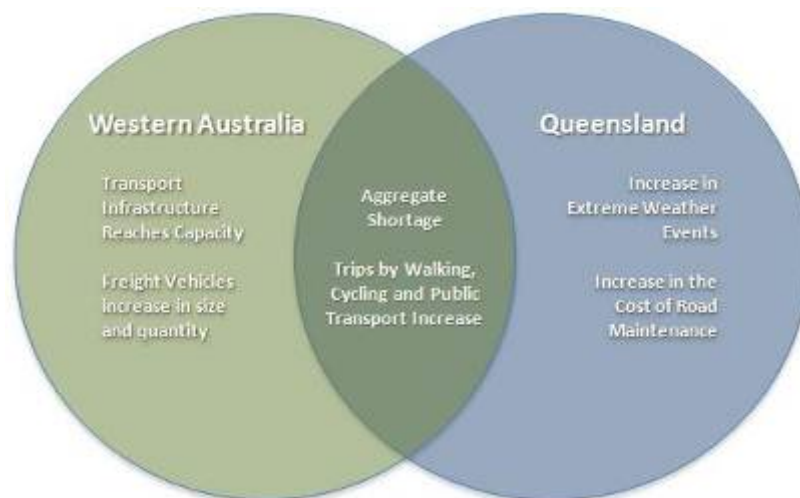 Western Australia
Transport
Infrastructure
Reaches Capacity
Freight Vehicles
increase in size
and quantity
Aggregate
Shortage
Trips by Walking,
Cycling and Public
Transport Increase
Queensland
Increase in
Extreme Weather
Events
Increase in the
Cost of Road
Maintenance